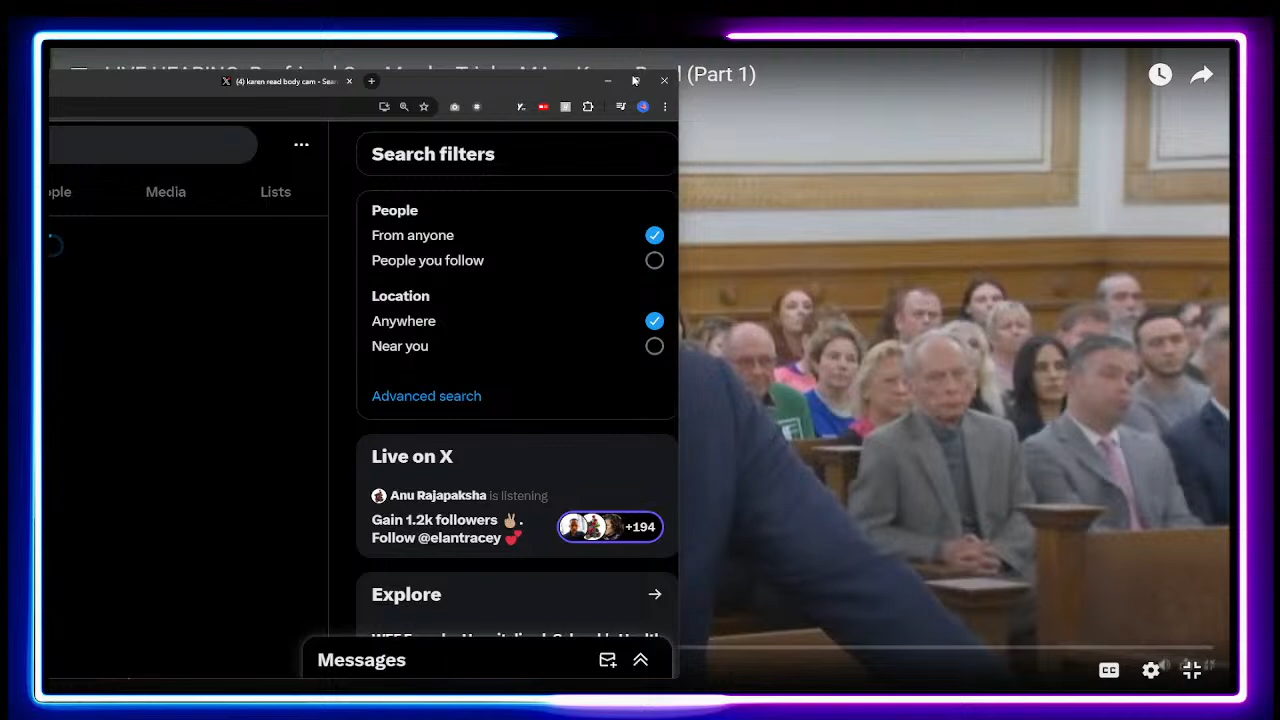 (Part 1)
(4) karen read body cam - Sear
Search filters
ople
Media
Lists
People
From anyone
People you follow
Location
Anywhere
Near you
Advanced search
Live on X
Anu Rajapaksha is listening
Gain 1.2k followers ✌🏼.
Follow @elantracey 💕
+194
Explore
Messages
CC